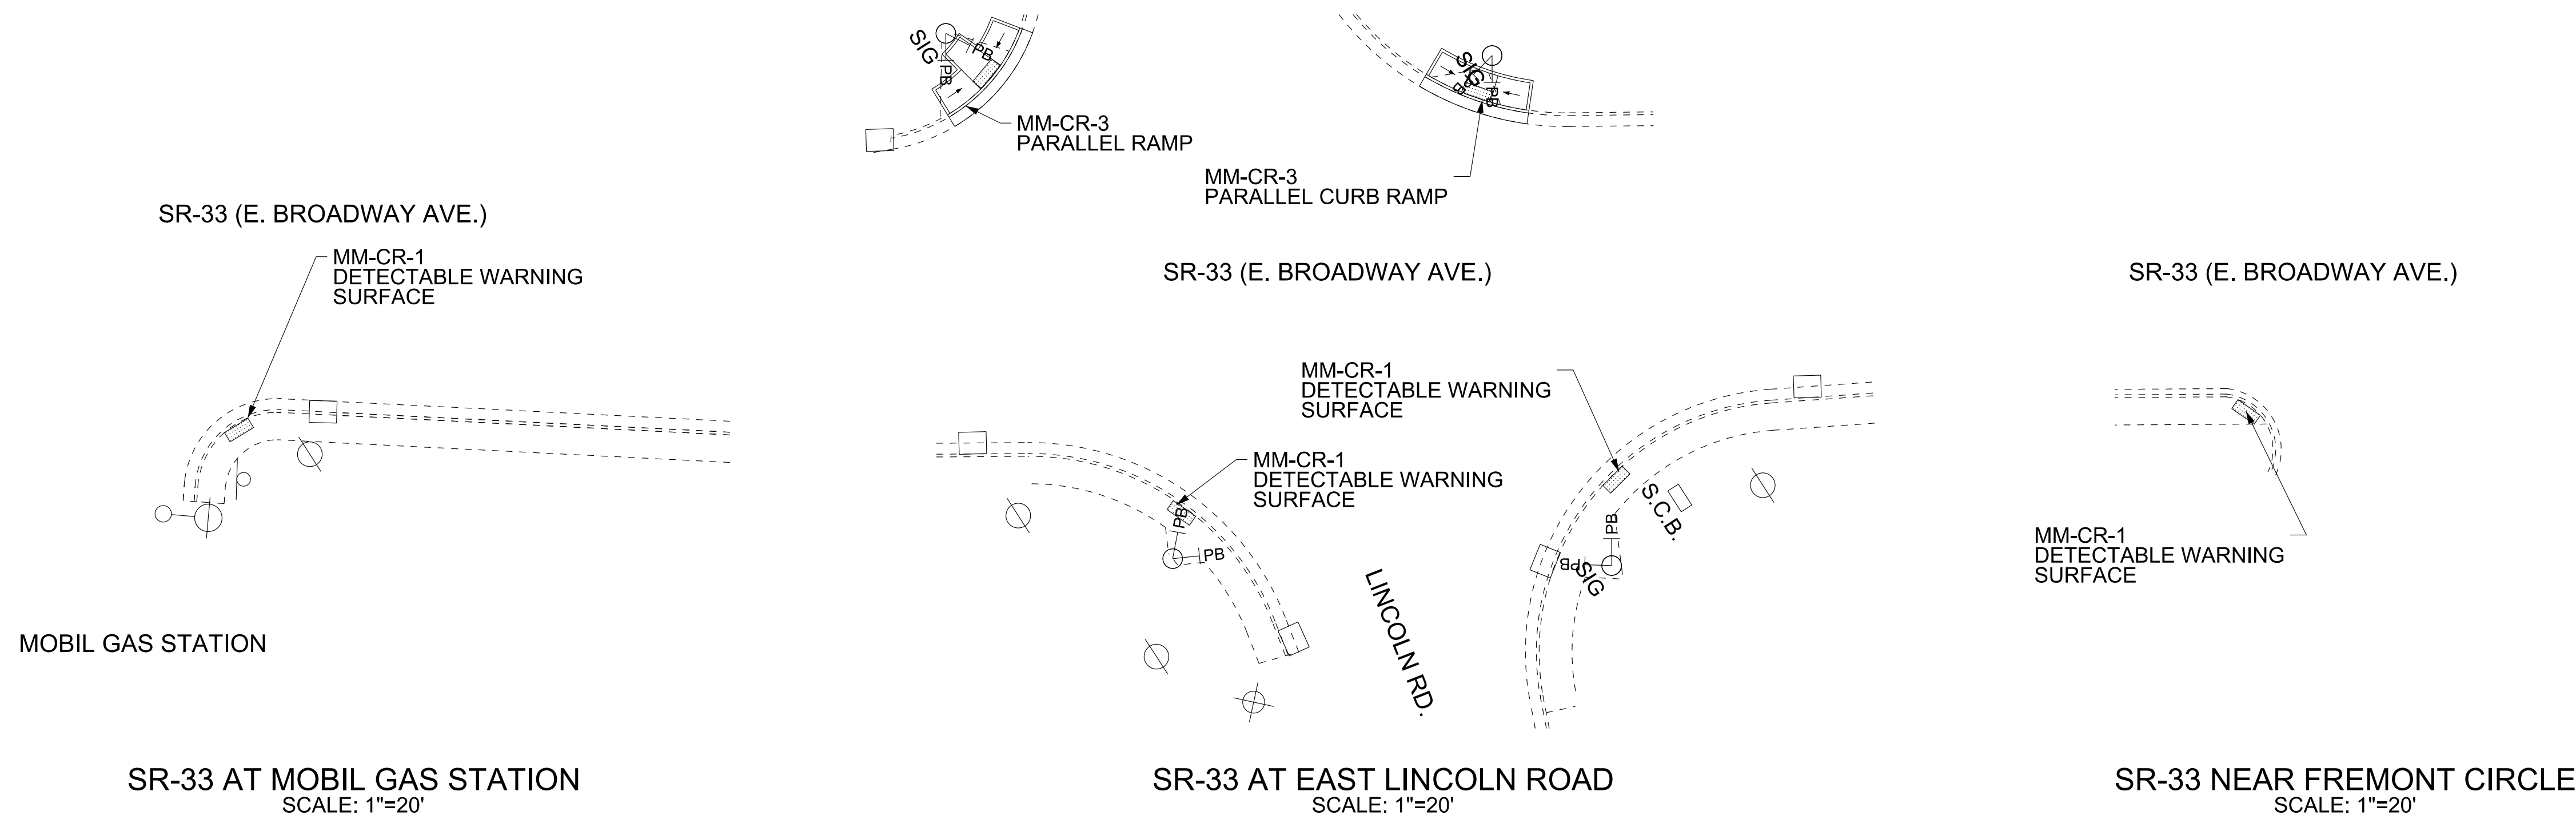 SIG
PB
PB
MM-CR-3
PARALLEL RAMP
SIG
PB
PB
MM-CR-3
PARALLEL CURB RAMP
SR-33 (E. BROADWAY AVE.)
MM-CR-1
DETECTABLE WARNING
SURFACE
SR-33 (E. BROADWAY AVE.)
SR-33 (E. BROADWAY AVE.)
MM-CR-1
DETECTABLE WARNING
SURFACE
MM-CR-1
DETECTABLE WARNING
SURFACE
PB
PB
S.C.B.
PB
PB
SIG
LINCOLN RD.
MM-CR-1
DETECTABLE WARNING
SURFACE
MOBIL GAS STATION
SR-33 AT MOBIL GAS STATION
SCALE: 1"=20'
SR-33 AT EAST LINCOLN ROAD
SCALE: 1"=20'
SR-33 NEAR FREMONT CIRCLE
SCALE: 1"=20'